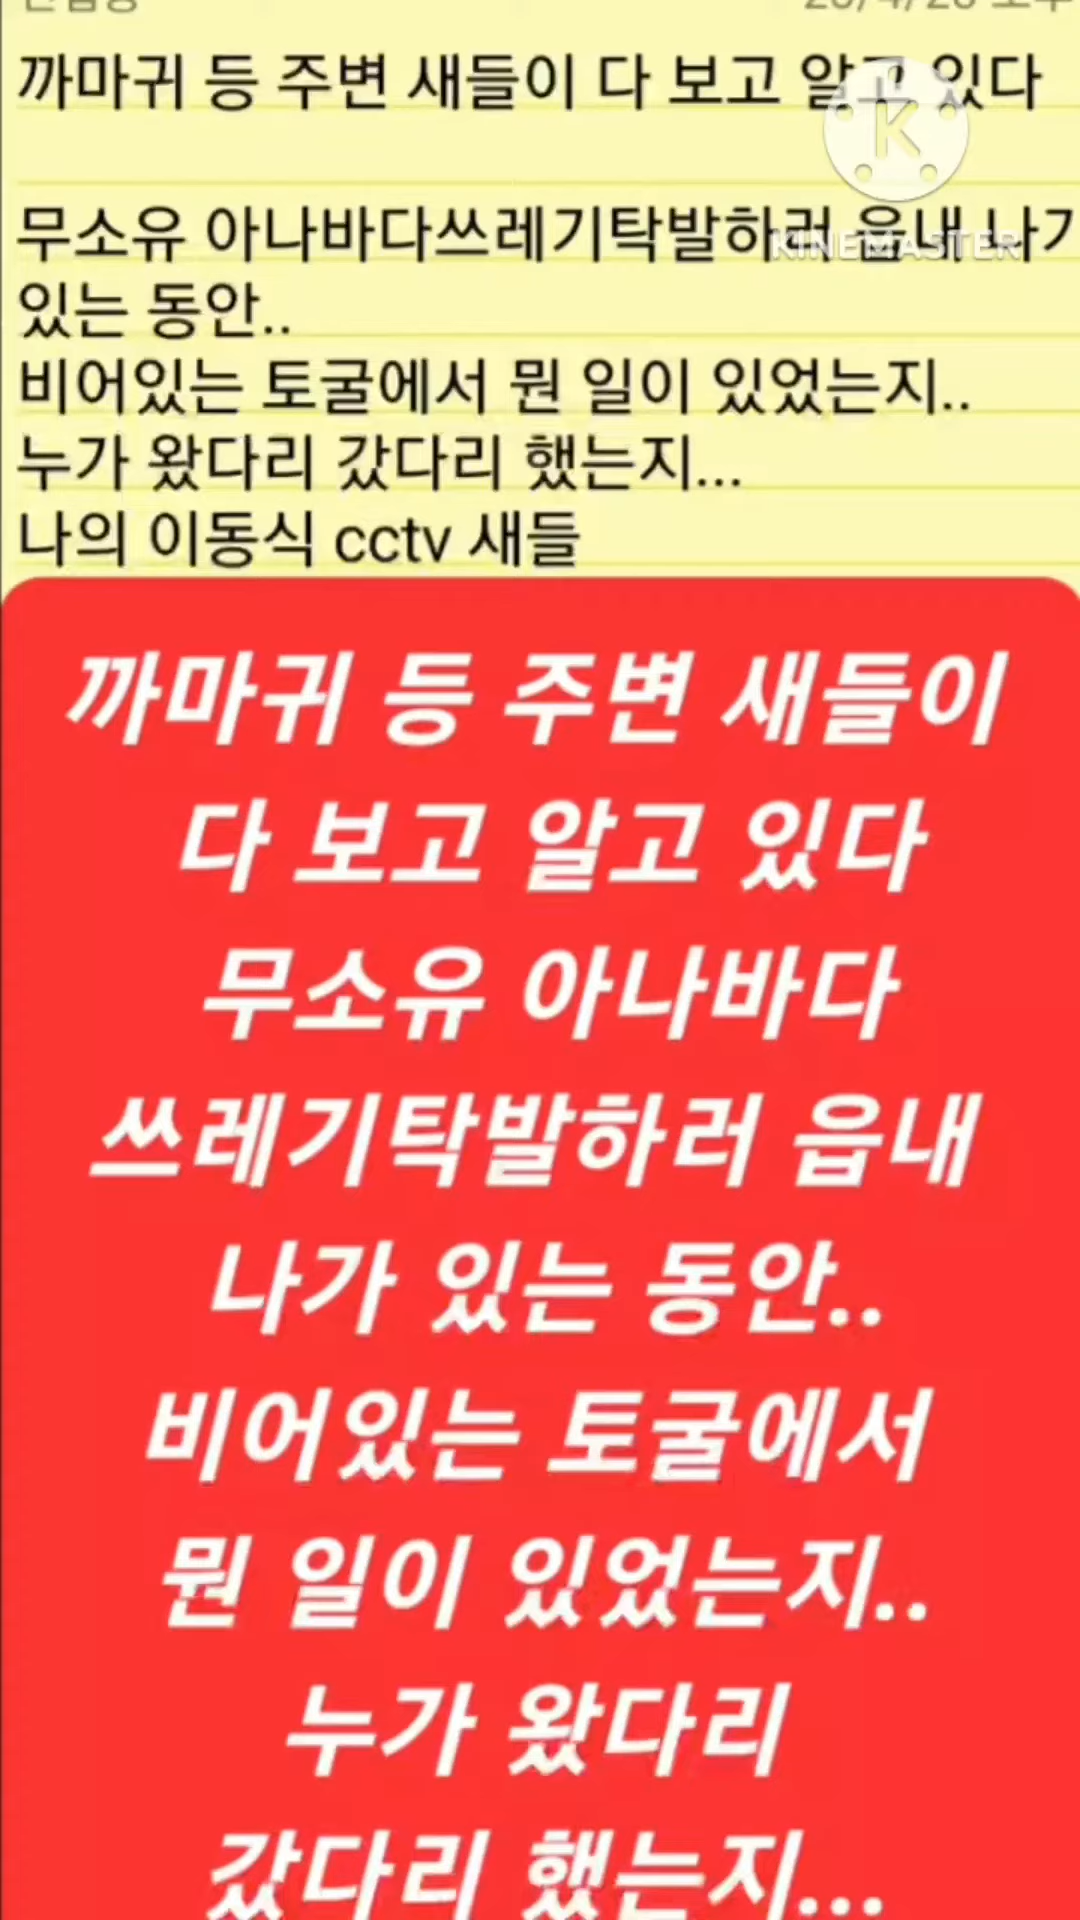 까마귀 등 주변 새들이 다 보고 알고 있다
무소유 아나바다쓰레기탁발하러 읍내 나가
있는 동안..
비어있는 토굴에서 뭔 일이 있었는지..
누가 왔다리 갔다리 했는지...
나의 이동식 cctv 새들
K
KINEMASTER
까마귀 등 주변 새들이
다 보고 알고 있다
무소유 아나바다
쓰레기탁발하러 읍내
나가 있는 동안..
비어있는 토굴에서
뭔 일이 있었는지..
누가 왔다리
갔다리 했는지...